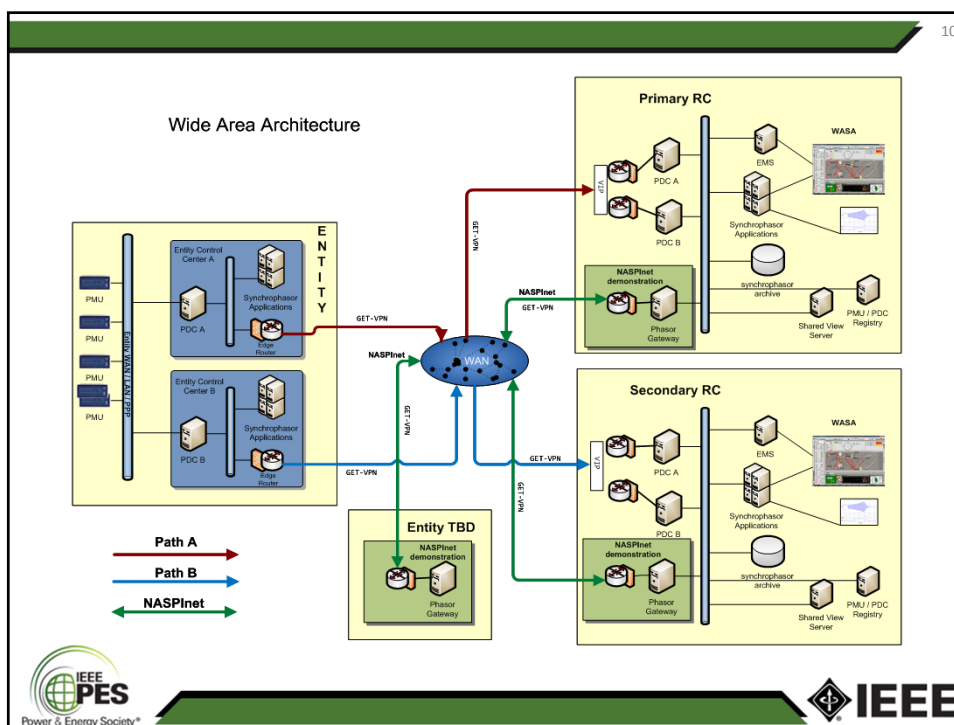 10
Wide Area Architecture
ENTITY
Entity WAN / LAN / PPP
PMU
PMU
PMU
PMU
Entity Control
Center A
PDC A
Synchrophasor
Applications
Edge
Router
Entity Control
Center B
PDC B
Synchrophasor
Applications
Edge
Router
GET-VPN
GET-VPN
NASPInet
GET-VPN
WAN
GET-VPN
NASPInet
GET-VPN
GET-VPN
GET-VPN
Primary RC
VIP
PDC A
PDC B
EMS
WASA
Synchrophasor
Applications
NASPInet
demonstration
Phasor
Gateway
synchrophasor
archive
Shared View
Server
PMU / PDC
Registry
Secondary RC
VIP
PDC A
PDC B
EMS
WASA
Synchrophasor
Applications
NASPInet
demonstration
Phasor
Gateway
synchrophasor
archive
Shared View
Server
PMU / PDC
Registry
Entity TBD
NASPInet
demonstration
Phasor
Gateway
Path A
Path B
NASPInet
IEEE
PES
Power & Energy Society®
IEEE